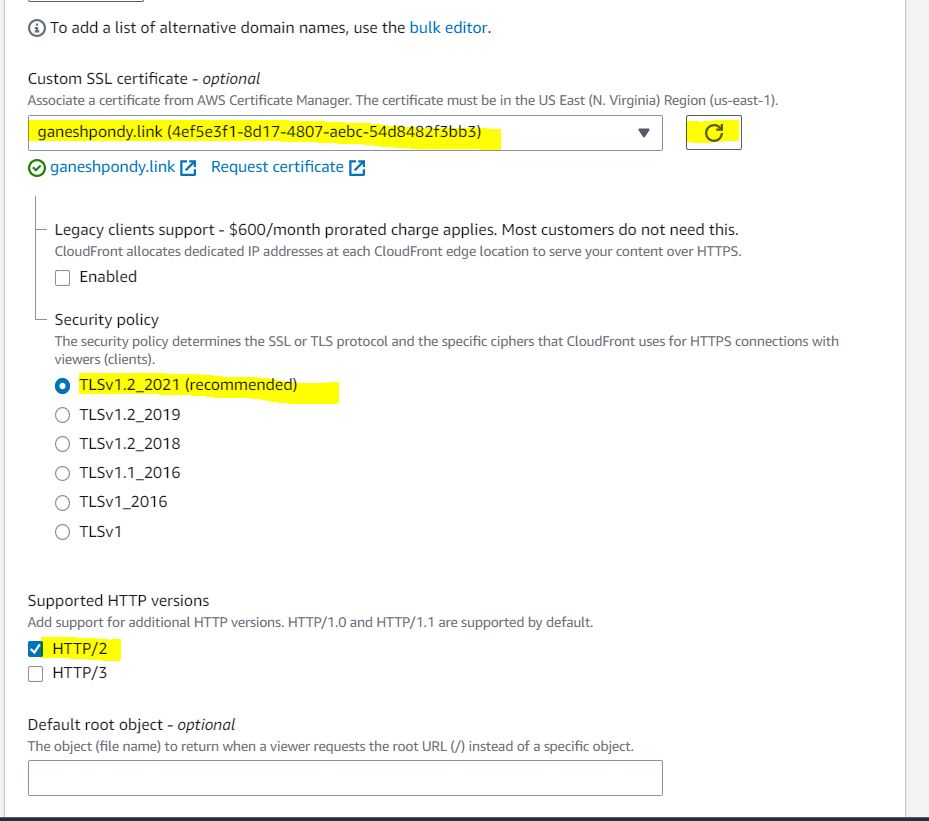 To add a list of alternative domain names, use the bulk editor.
Custom SSL certificate - optional
Associate a certificate from AWS Certificate Manager. The certificate must be in the US East (N. Virginia) Region (us-east-1).
ganeshpondy.link (4ef5e3f1-8d17-4807-aebc-54d8482f3bb3)
ganeshpondy.link Request certificate
Legacy clients support - $600/month prorated charge applies. Most customers do not need this.
CloudFront allocates dedicated IP addresses at each CloudFront edge location to serve your content over HTTPS.
Enabled
Security policy
The security policy determines the SSL or TLS protocol and the specific ciphers that CloudFront uses for HTTPS connections with
viewers (clients).
TLSv1.2_2021 (recommended)
TLSv1.2_2019
TLSv1.2_2018
TLSv1.1_2016
TLSv1_2016
TLSv1
Supported HTTP versions
Add support for additional HTTP versions. HTTP/1.0 and HTTP/1.1 are supported by default.
HTTP/2
HTTP/3
Default root object - optional
The object (file name) to return when a viewer requests the root URL (/) instead of a specific object.